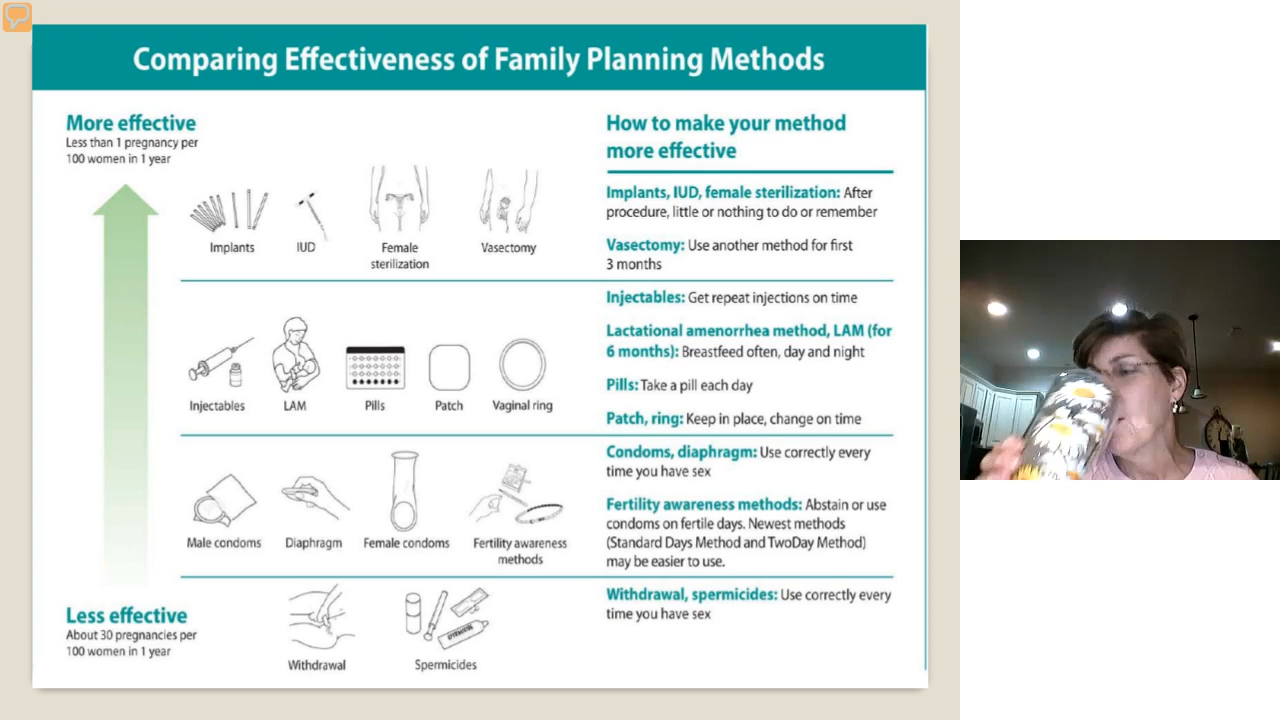 Comparing Effectiveness of Family Planning Methods
More effective
Less than 1 pregnancy per
100 women in 1 year
Implants
IUD
Female
sterilization
Vasectomy
Injectables
LAM
Pills
Patch
Vaginal ring
Male condoms
Diaphragm
Female condoms
Fertility awareness
methods
Less effective
About 30 pregnancies per
100 women in 1 year
Withdrawal
Spermicides
How to make your method
more effective
Implants, IUD, female sterilization: After
procedure, little or nothing to do or remember
Vasectomy: Use another method for first
3 months
Injectables: Get repeat injections on time
Lactational amenorrhea method, LAM (for
6 months): Breastfeed often, day and night
Pills: Take a pill each day
Patch, ring: Keep in place, change on time
Condoms, diaphragm: Use correctly every
time you have sex
Fertility awareness methods: Abstain or use
condoms on fertile days. Newest methods
(Standard Days Method and TwoDay Method)
may be easier to use.
Withdrawal, spermicides: Use correctly every
time you have sex